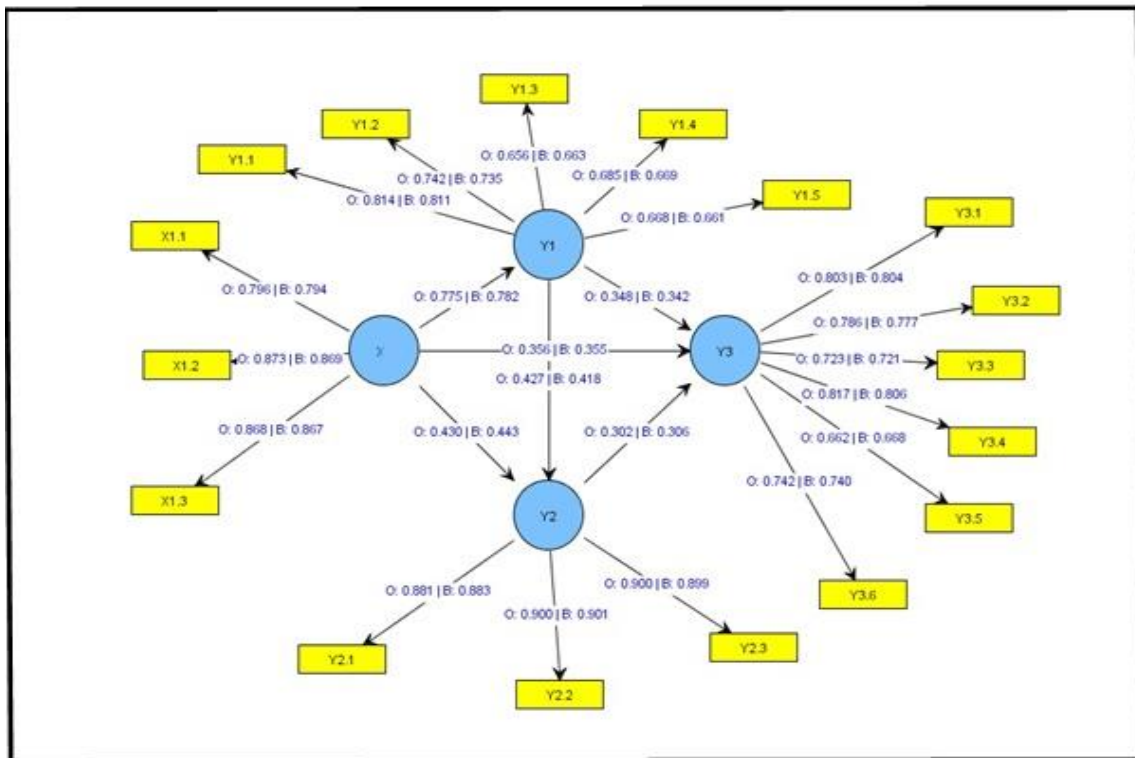 Y1.3
Y1.2
Y1.4
Y1.1
O: 0.656 | B: 0.663
O: 0.742 | B: 0.735
O: 0.685 | B: 0.669
O: 0.814 | B: 0.811
O: 0.668 | B: 0.661
Y1.5
Y3.1
X1.1
Y1
O: 0.803 | B: 0.804
O: 0.796 | B: 0.794
O: 0.775 | B: 0.782
O: 0.348 | B: 0.342
Y3.2
O: 0.786 | B: 0.777
O: 0.723 | B: 0.721
X
O: 0.356 | B: 0.355
Y3
X1.2
O: 0.873 | B: 0.869
Y3.3
O: 0.427 | B: 0.418
O: 0.817 | B: 0.806
O: 0.868 | B: 0.867
O: 0.430 | B: 0.443
O: 0.302 | B: 0.306
O: 0.662 | B: 0.668
Y3.4
O: 0.742 | B: 0.740
X1.3
Y2
Y3.5
O: 0.881 | B: 0.883
O: 0.900 | B: 0.899
O: 0.900 | B: 0.901
Y3.6
Y2.1
Y2.3
Y2.2